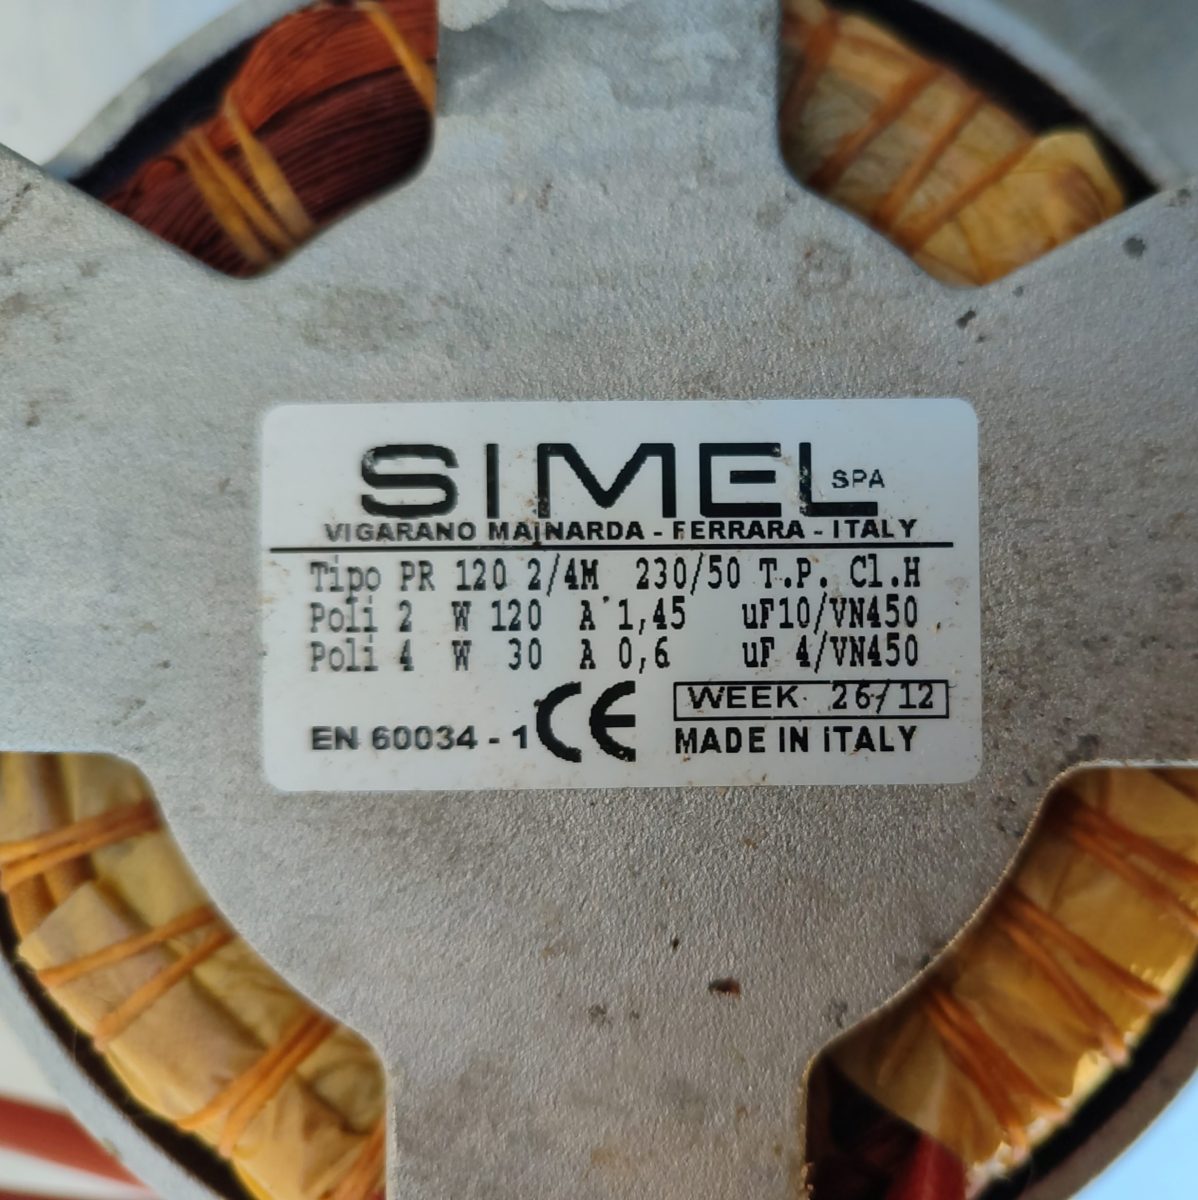 SIMEL SPA
VIGARANO MAINARDA - FERRARA - ITALY
Tipo PR 120 2/4M 230/50 T.P. Cl.H
Poli 2 W 120 A 1,45 uF10/VN450
Poli 4 W 30 A 0,6 uF 4/VN450
EN 60034 - 1 CE WEEK 26/12
MADE IN ITALY